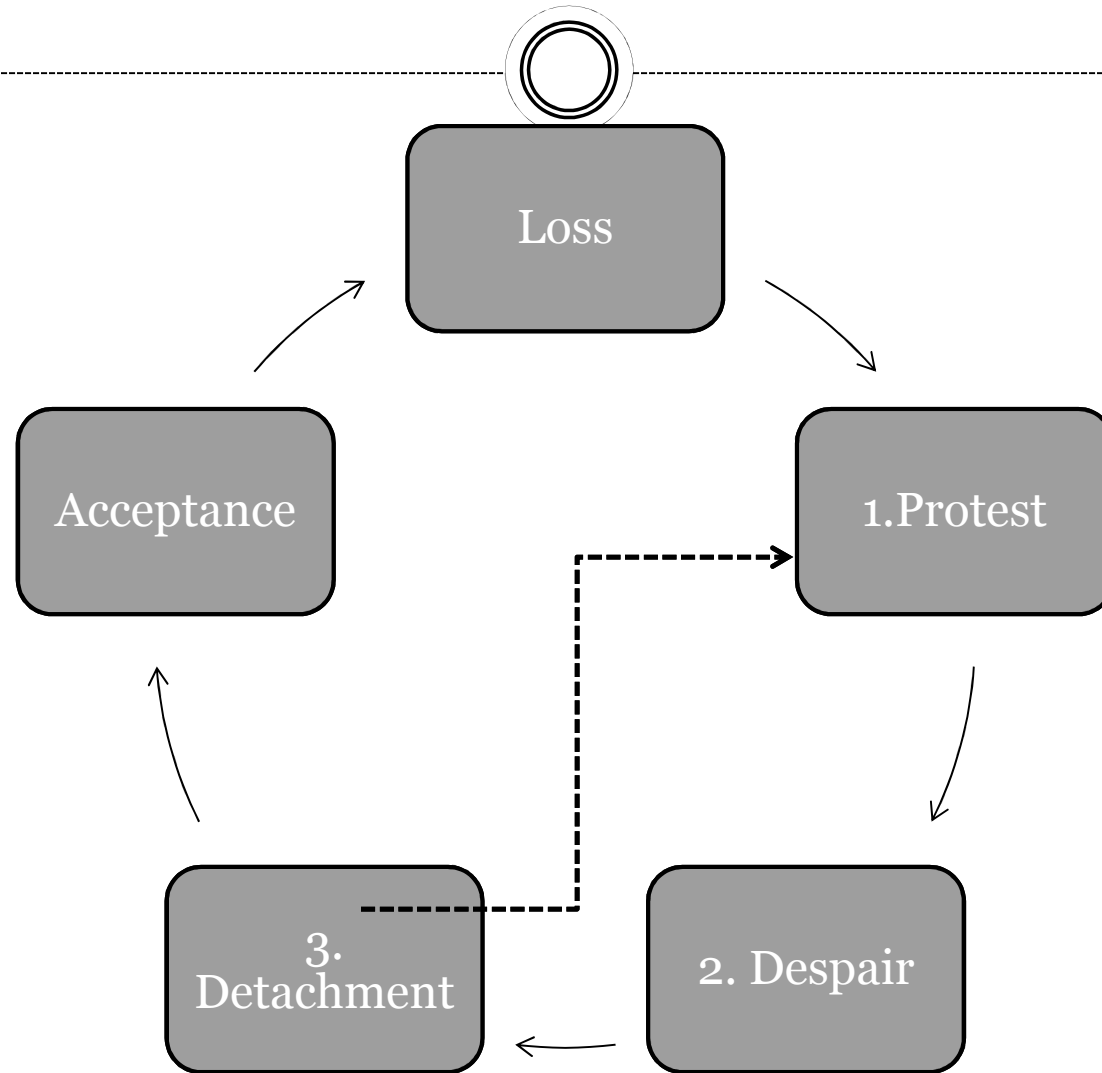 Loss
Acceptance
1.Protest
3.
Detachment
2. Despair